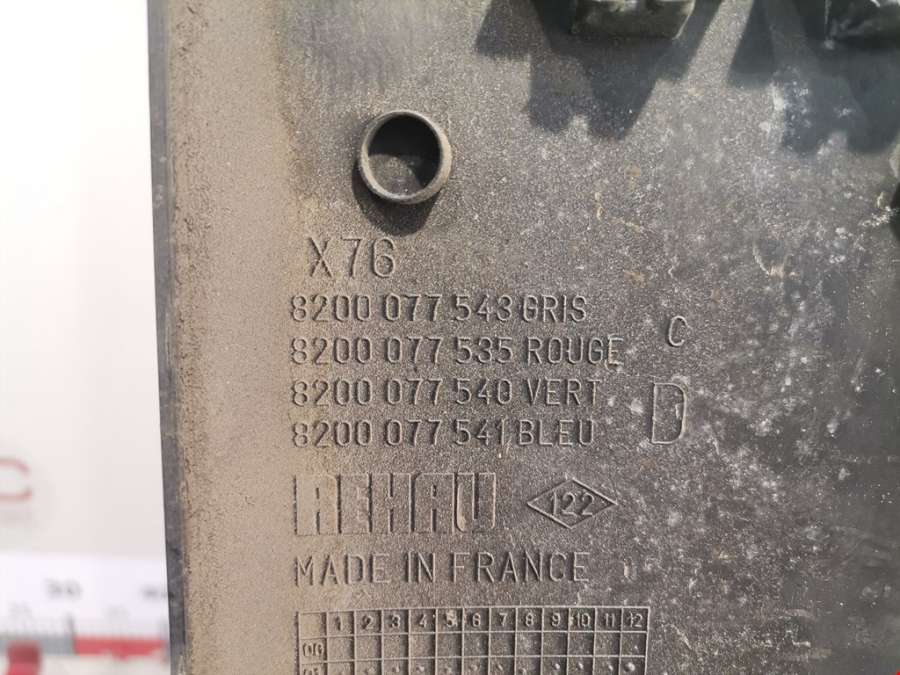 X76
8200 077 543 GRIS
8200 077 535 ROUGE C
8200 077 540 VERT
8200 077 541 BLEU D
REHAU 122
MADE IN FRANCE
1 2 3 4 5 6 7 8 9 10 11 12
00